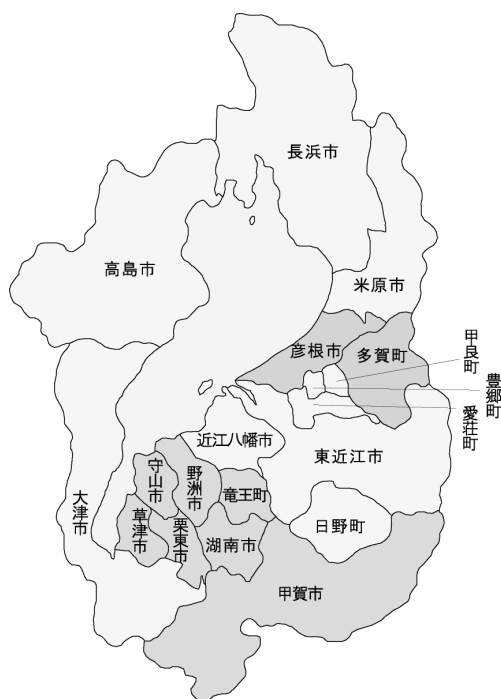 長浜市
高島市
米原市
彦根市
多賀町
甲良町
豊郷町
愛荘町
近江八幡市
東近江市
守山市
野洲市
竜王町
大津市
草津市
栗東市
湖南市
日野町
甲賀市